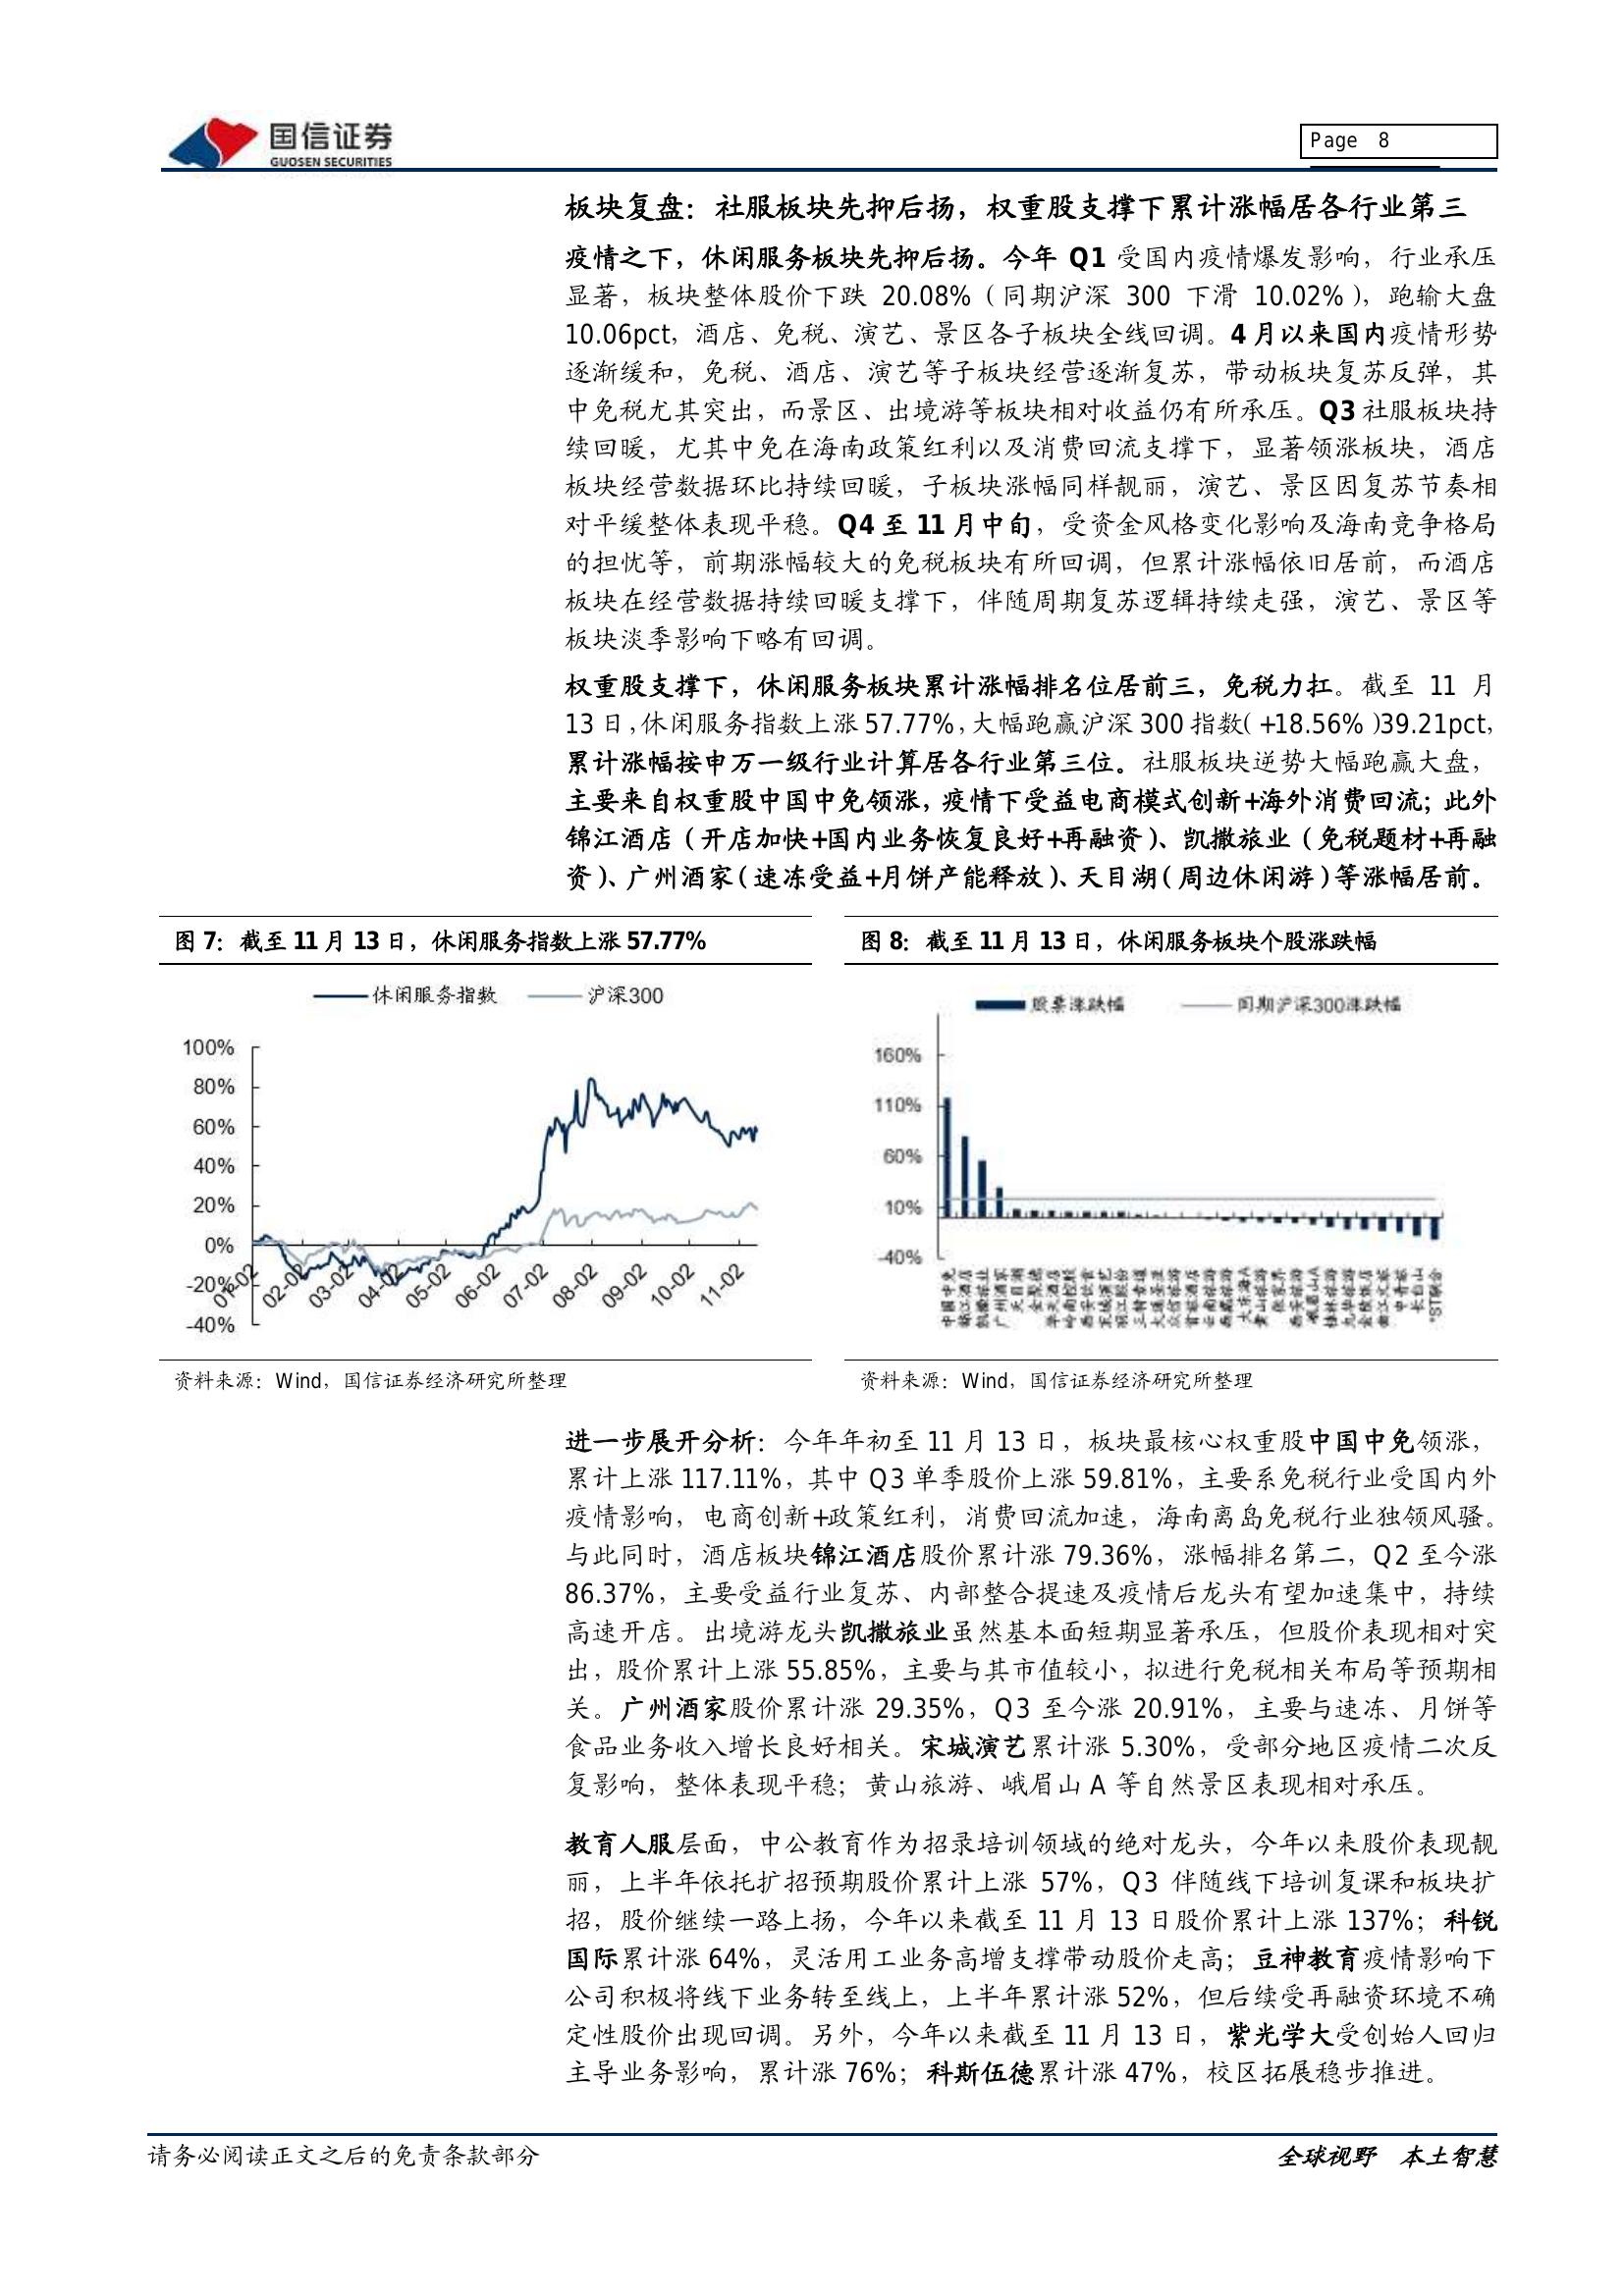 国信证券
GUOSEN SECURITIES
Page 8
板块复盘：社服板块先抑后扬，权重股支撑下累计涨幅居各行业第三
疫情之下，休闲服务板块先抑后扬。今年 Q1 受国内疫情爆发影响，行业承压
显著，板块整体股价下跌 20.08%（同期沪深 300 下滑 10.02%），跑输大盘
10.06pct，酒店、免税、演艺、景区各子板块全线回调。4 月以来国内疫情形势
逐渐缓和，免税、酒店、演艺等子板块经营逐渐复苏，带动板块复苏反弹，其
中免税尤其突出，而景区、出境游等板块相对收益仍有所承压。Q3 社服板块持
续回暖，尤其中免在海南政策红利以及消费回流支撑下，显著领涨板块，酒店
板块经营数据环比持续回暖，子板块涨幅同样靓丽，演艺、景区因复苏节奏相
对平缓整体表现平稳。Q4 至 11 月中旬，受资金风格变化影响及海南竞争格局
的担忧等，前期涨幅较大的免税板块有所回调，但累计涨幅依旧居前，而酒店
板块在经营数据持续回暖支撑下，伴随周期复苏逻辑持续走强，演艺、景区等
板块淡季影响下略有回调。
权重股支撑下，休闲服务板块累计涨幅排名位居前三，免税力扛。截至 11 月
13 日，休闲服务指数上涨 57.77%，大幅跑赢沪深 300 指数（+18.56%）39.21pct，
累计涨幅按申万一级行业计算居各行业第三位。社服板块逆势大幅跑赢大盘，
主要来自权重股中国中免领涨，疫情下受益电商模式创新+海外消费回流；此外
锦江酒店（开店加快+国内业务恢复良好+再融资）、凯撒旅业（免税题材+再融
资）、广州酒家（速冻受益+月饼产能释放）、天目湖（周边休闲游）等涨幅居前。
图 7：截至 11 月 13 日，休闲服务指数上涨 57.77%
休闲服务指数 沪深300
100%
80%
60%
40%
20%
0%
-20%
-40%
01-02 02-02 03-02 04-02 05-02 06-02 07-02 08-02 09-02 10-02 11-02
资料来源：Wind，国信证券经济研究所整理
图 8：截至 11 月 13 日，休闲服务板块个股涨跌幅
股票涨跌幅 同期沪深300涨跌幅
160%
110%
60%
10%
-40%
中国中免 锦江酒店 凯撒旅业 广州酒家 天目湖
资料来源：Wind，国信证券经济研究所整理
进一步展开分析：今年年初至 11 月 13 日，板块最核心权重股中国中免领涨，
累计上涨 117.11%，其中 Q3 单季股价上涨 59.81%，主要系免税行业受国内外
疫情影响，电商创新+政策红利，消费回流加速，海南离岛免税行业独领风骚。
与此同时，酒店板块锦江酒店股价累计涨 79.36%，涨幅排名第二，Q2 至今涨
86.37%，主要受益行业复苏、内部整合提速及疫情后龙头有望加速集中，持续
高速开店。出境游龙头凯撒旅业虽然基本面短期显著承压，但股价表现相对突
出，股价累计上涨 55.85%，主要与其市值较小，拟进行免税相关布局等预期相
关。广州酒家股价累计涨 29.35%，Q3 至今涨 20.91%，主要与速冻、月饼等
食品业务收入增长良好相关。宋城演艺累计涨 5.30%，受部分地区疫情二次反
复影响，整体表现平稳；黄山旅游、峨眉山 A 等自然景区表现相对承压。
教育人服层面，中公教育作为招录培训领域的绝对龙头，今年以来股价表现靓
丽，上半年依托扩招预期股价累计上涨 57%，Q3 伴随线下培训复课和板块扩
招，股价继续一路上扬，今年以来截至 11 月 13 日股价累计上涨 137%；科锐
国际累计涨 64%，灵活用工业务高增支撑带动股价走高；豆神教育疫情影响下
公司积极将线下业务转至线上，上半年累计涨 52%，但后续受再融资环境不确
定性股价出现回调。另外，今年以来截至 11 月 13 日，紫光学大受创始人回归
主导业务影响，累计涨 76%；科斯伍德累计涨 47%，校区拓展稳步推进。
请务必阅读正文之后的免责条款部分
全球视野 本土智慧